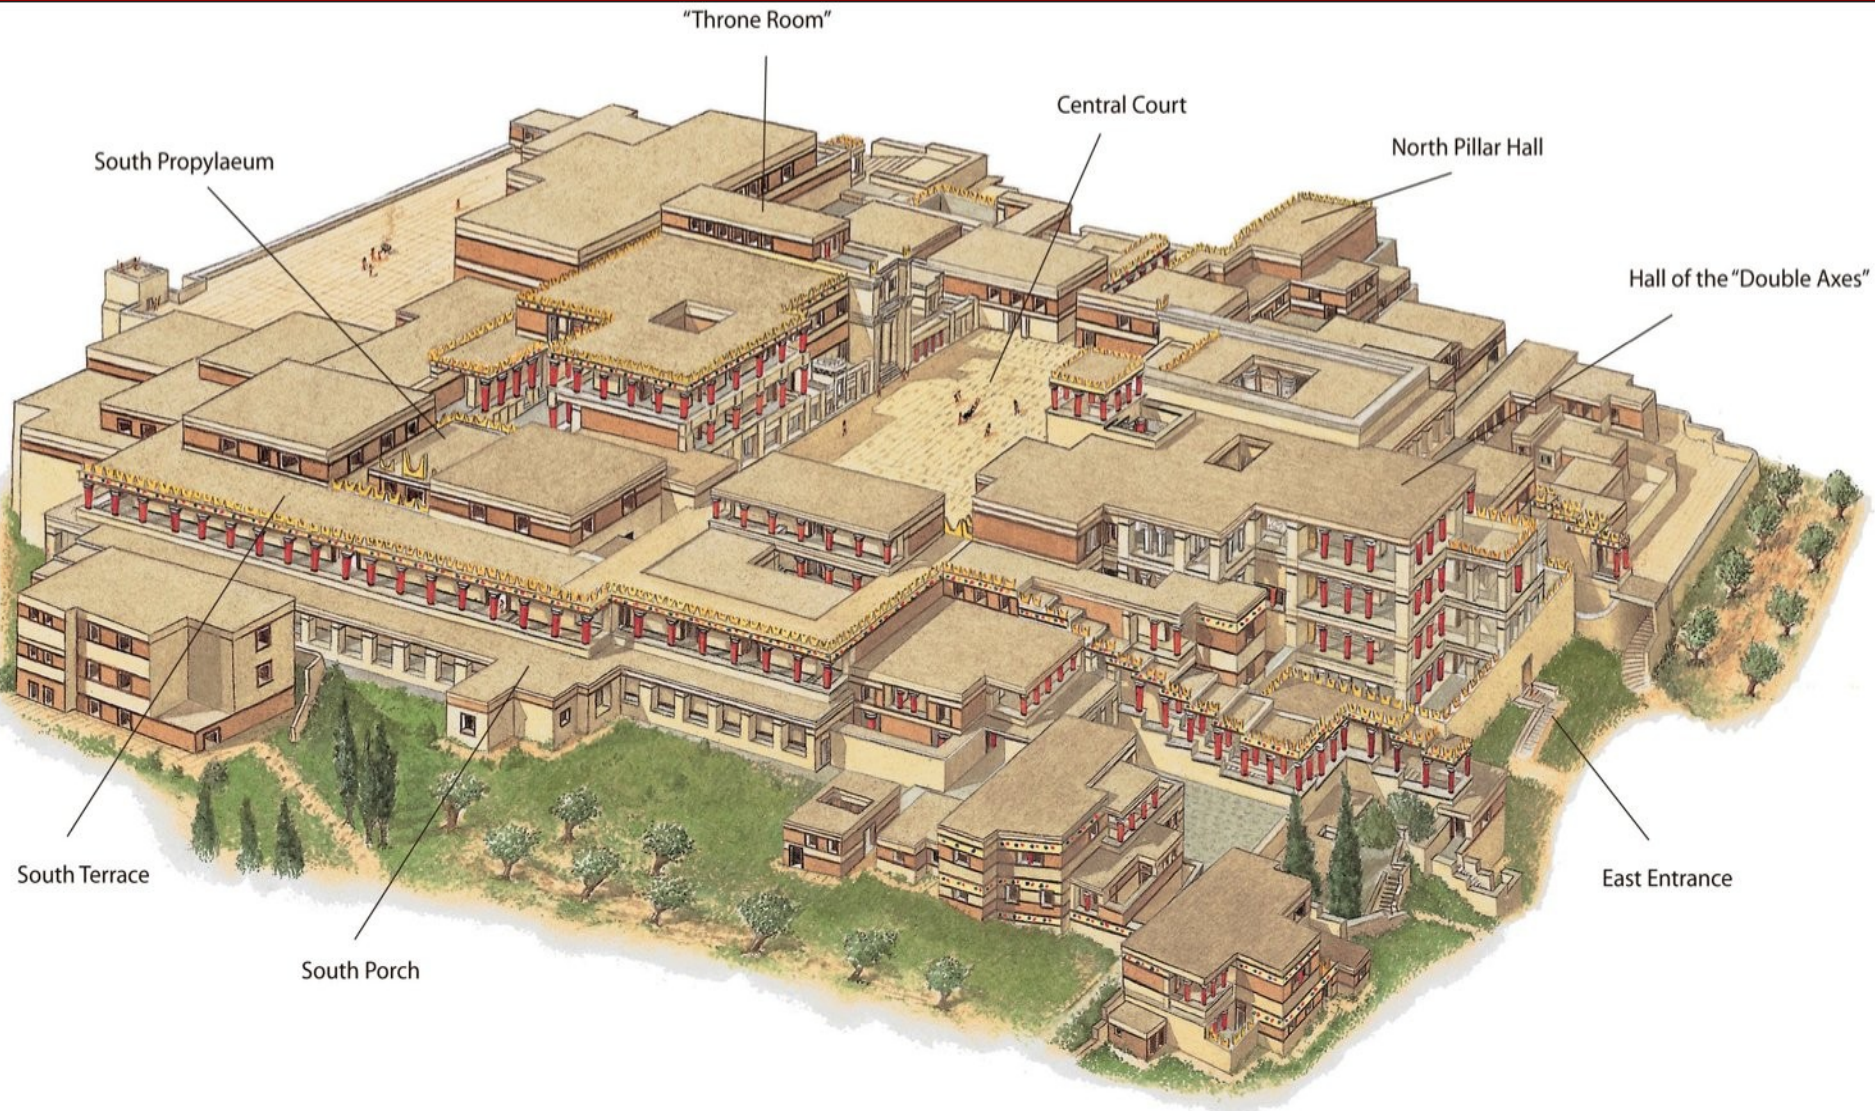 “Throne Room”
Central Court
North Pillar Hall
South Propylaeum
Hall of the “Double Axes”
South Terrace
East Entrance
South Porch